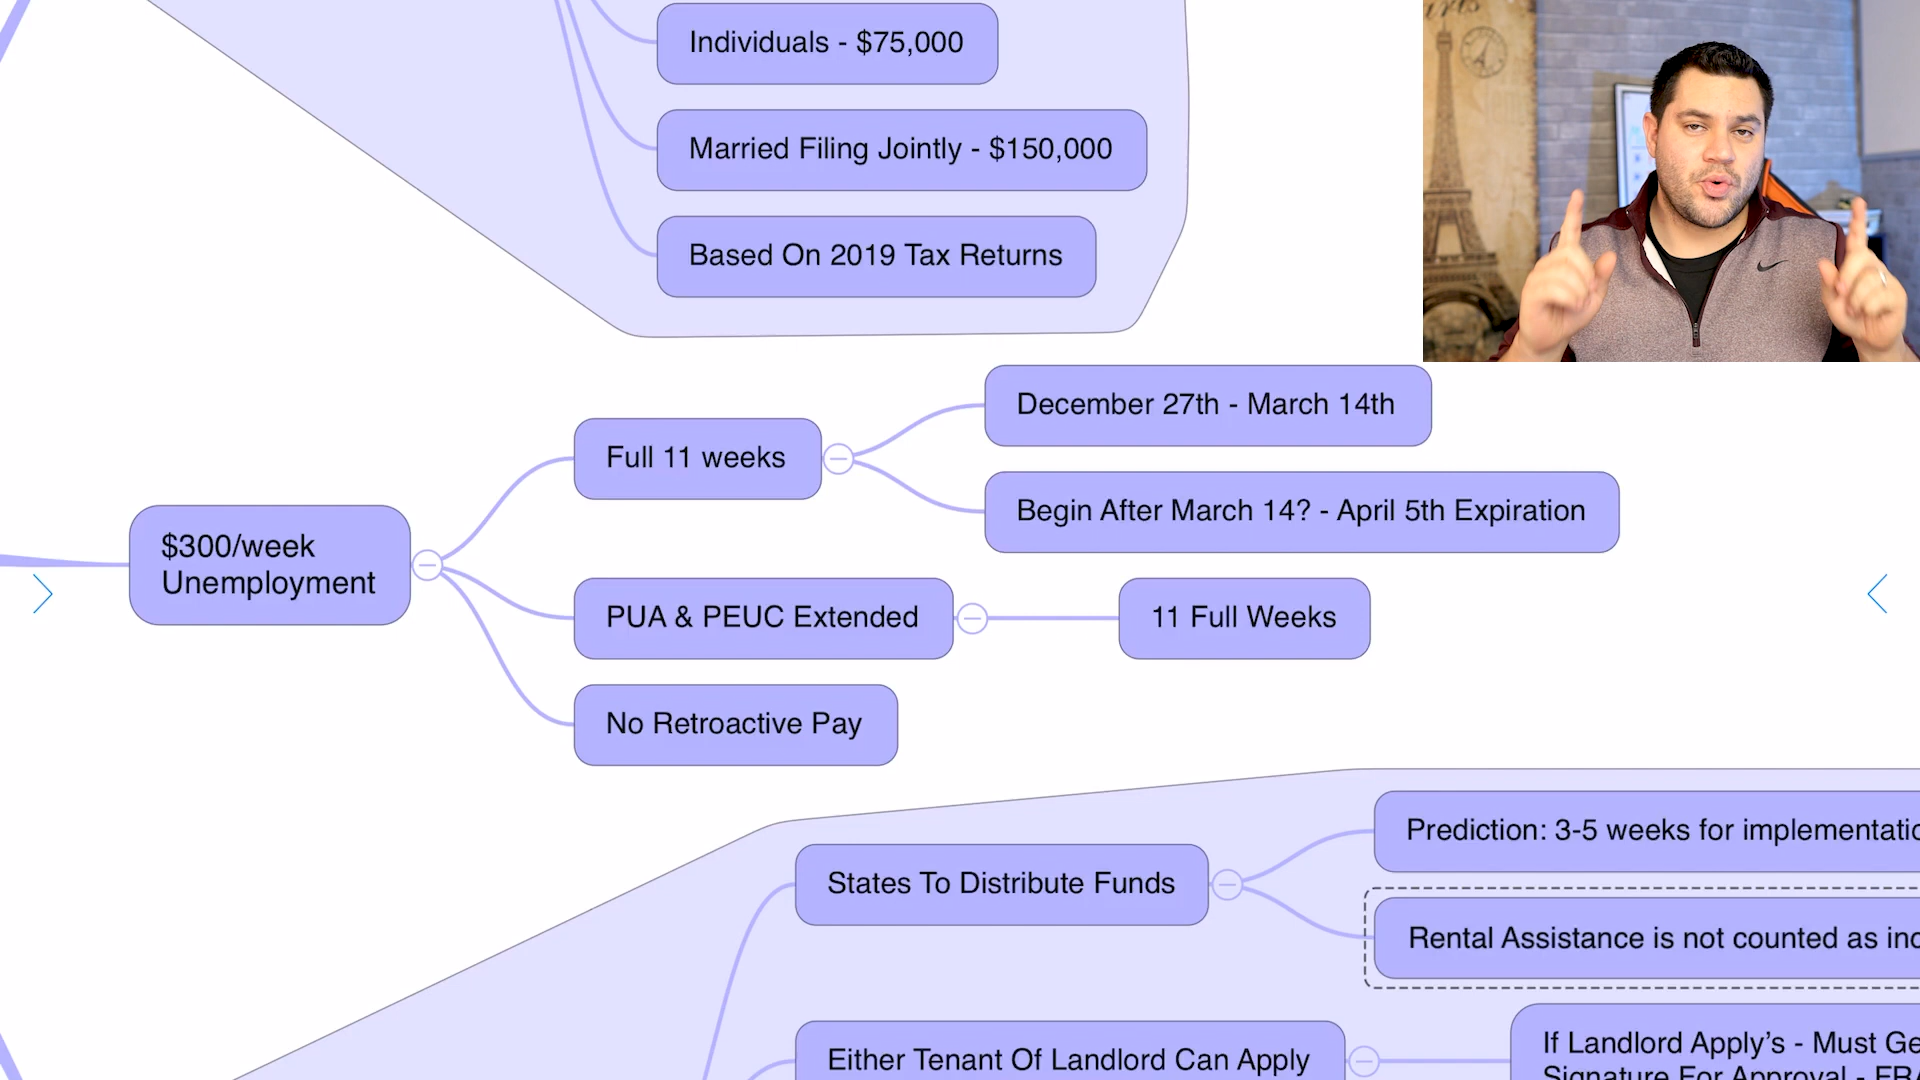 Individuals - $75,000
Married Filing Jointly - $150,000
Based On 2019 Tax Returns
$300/week
Unemployment
Full 11 weeks
December 27th - March 14th
Begin After March 14? - April 5th Expiration
PUA & PEUC Extended
11 Full Weeks
No Retroactive Pay
States To Distribute Funds
Prediction: 3-5 weeks for
Rental Assistance is not counted as
Either Tenant Of Landlord Can Apply
If Landlord Apply's - Must
Signature For Approval -